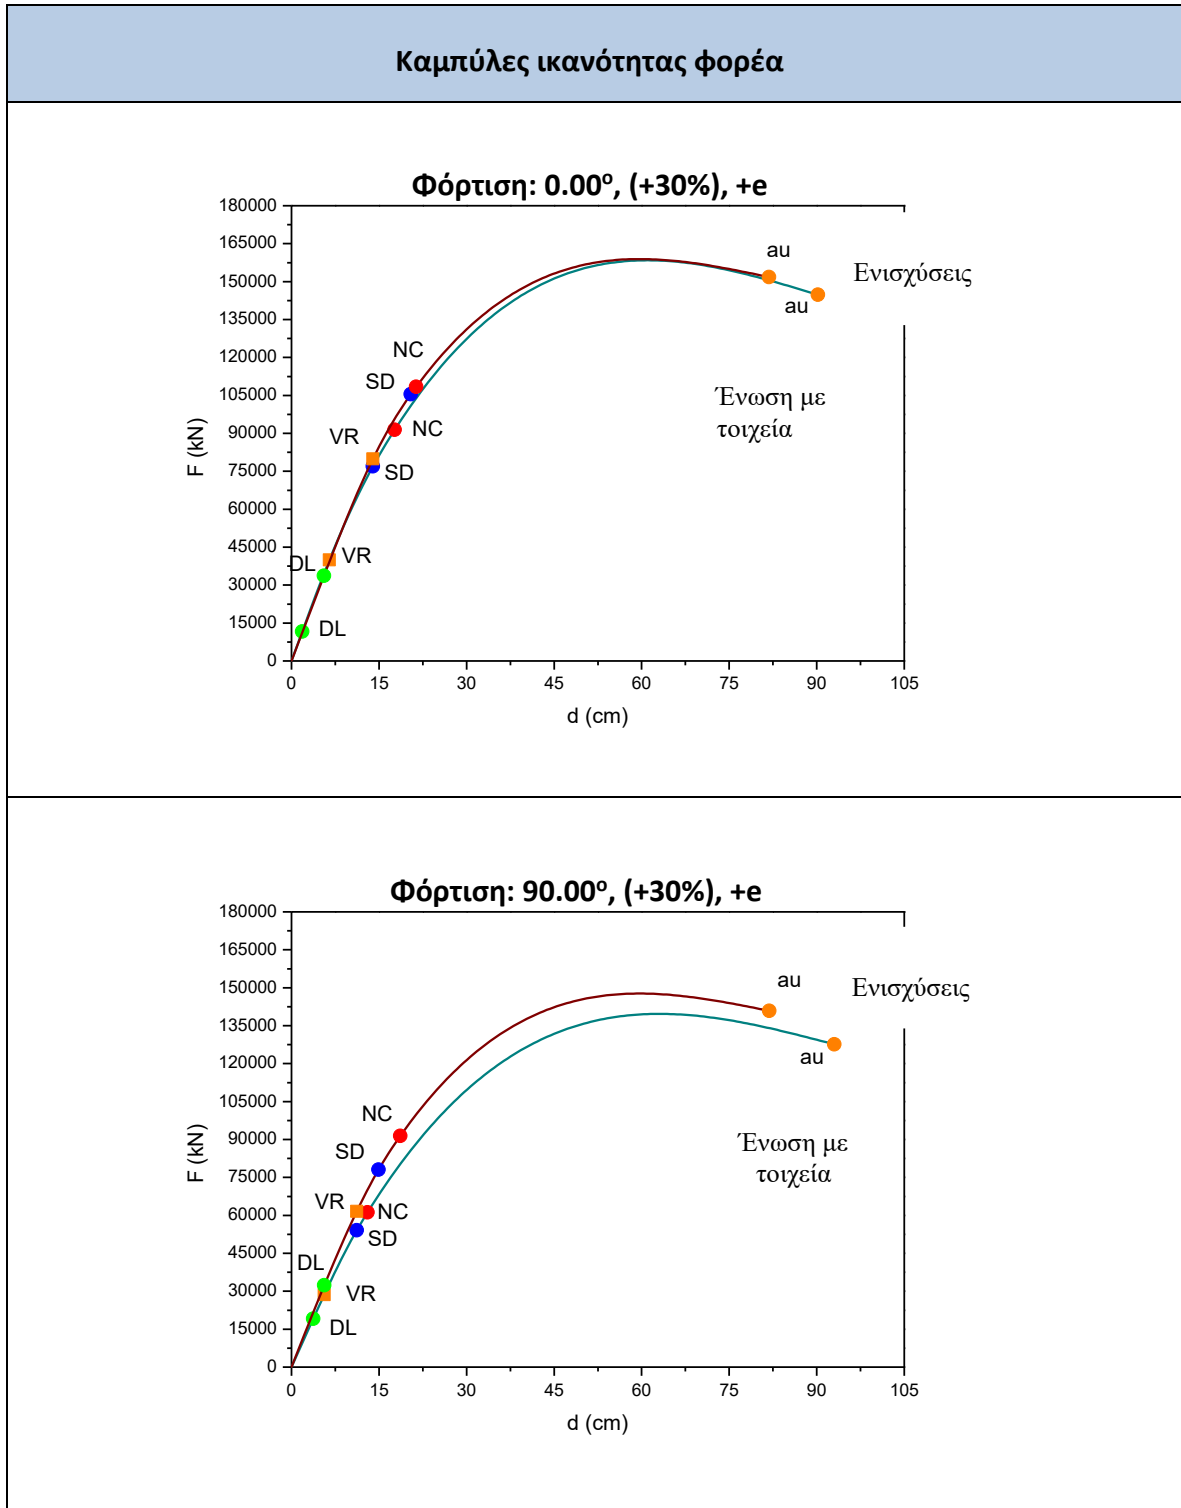 Καμπύλες ικανότητας φορέα
Φόρτιση: 0.00º, (+30%), +e
180000
165000
150000
135000
120000
105000
90000
75000
60000
45000
30000
15000
0
F (kN)
au
Ενισχύσεις
au
NC
SD
Ένωση με
τοιχεία
NC
VR
SD
DL
VR
DL
0 15 30 45 60 75 90 105
d (cm)
Φόρτιση: 90.00º, (+30%), +e
180000
165000
150000
135000
120000
105000
90000
75000
60000
45000
30000
15000
0
F (kN)
au
Ενισχύσεις
au
NC
SD
Ένωση με
τοιχεία
VR
NC
SD
DL
VR
DL
0 15 30 45 60 75 90 105
d (cm)